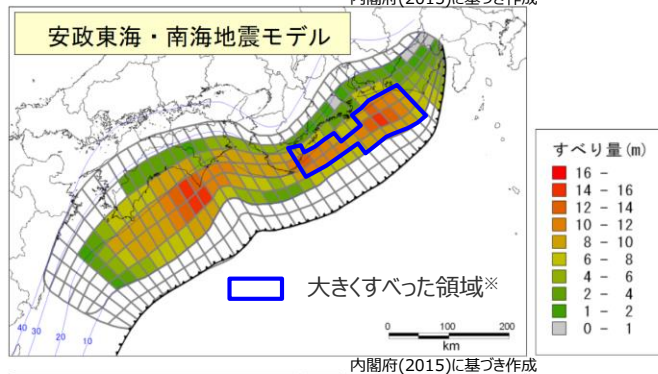 内閣府(2015)に基づき作成
安政東海・南海地震モデル
すべり量(m)
16 -
14 - 16
12 - 14
10 - 12
8 - 10
6 - 8
4 - 6
2 - 4
1 - 2
0 - 1
大きくすべった領域※
40 30 20 10
0 100 200
km
内閣府(2015)に基づき作成